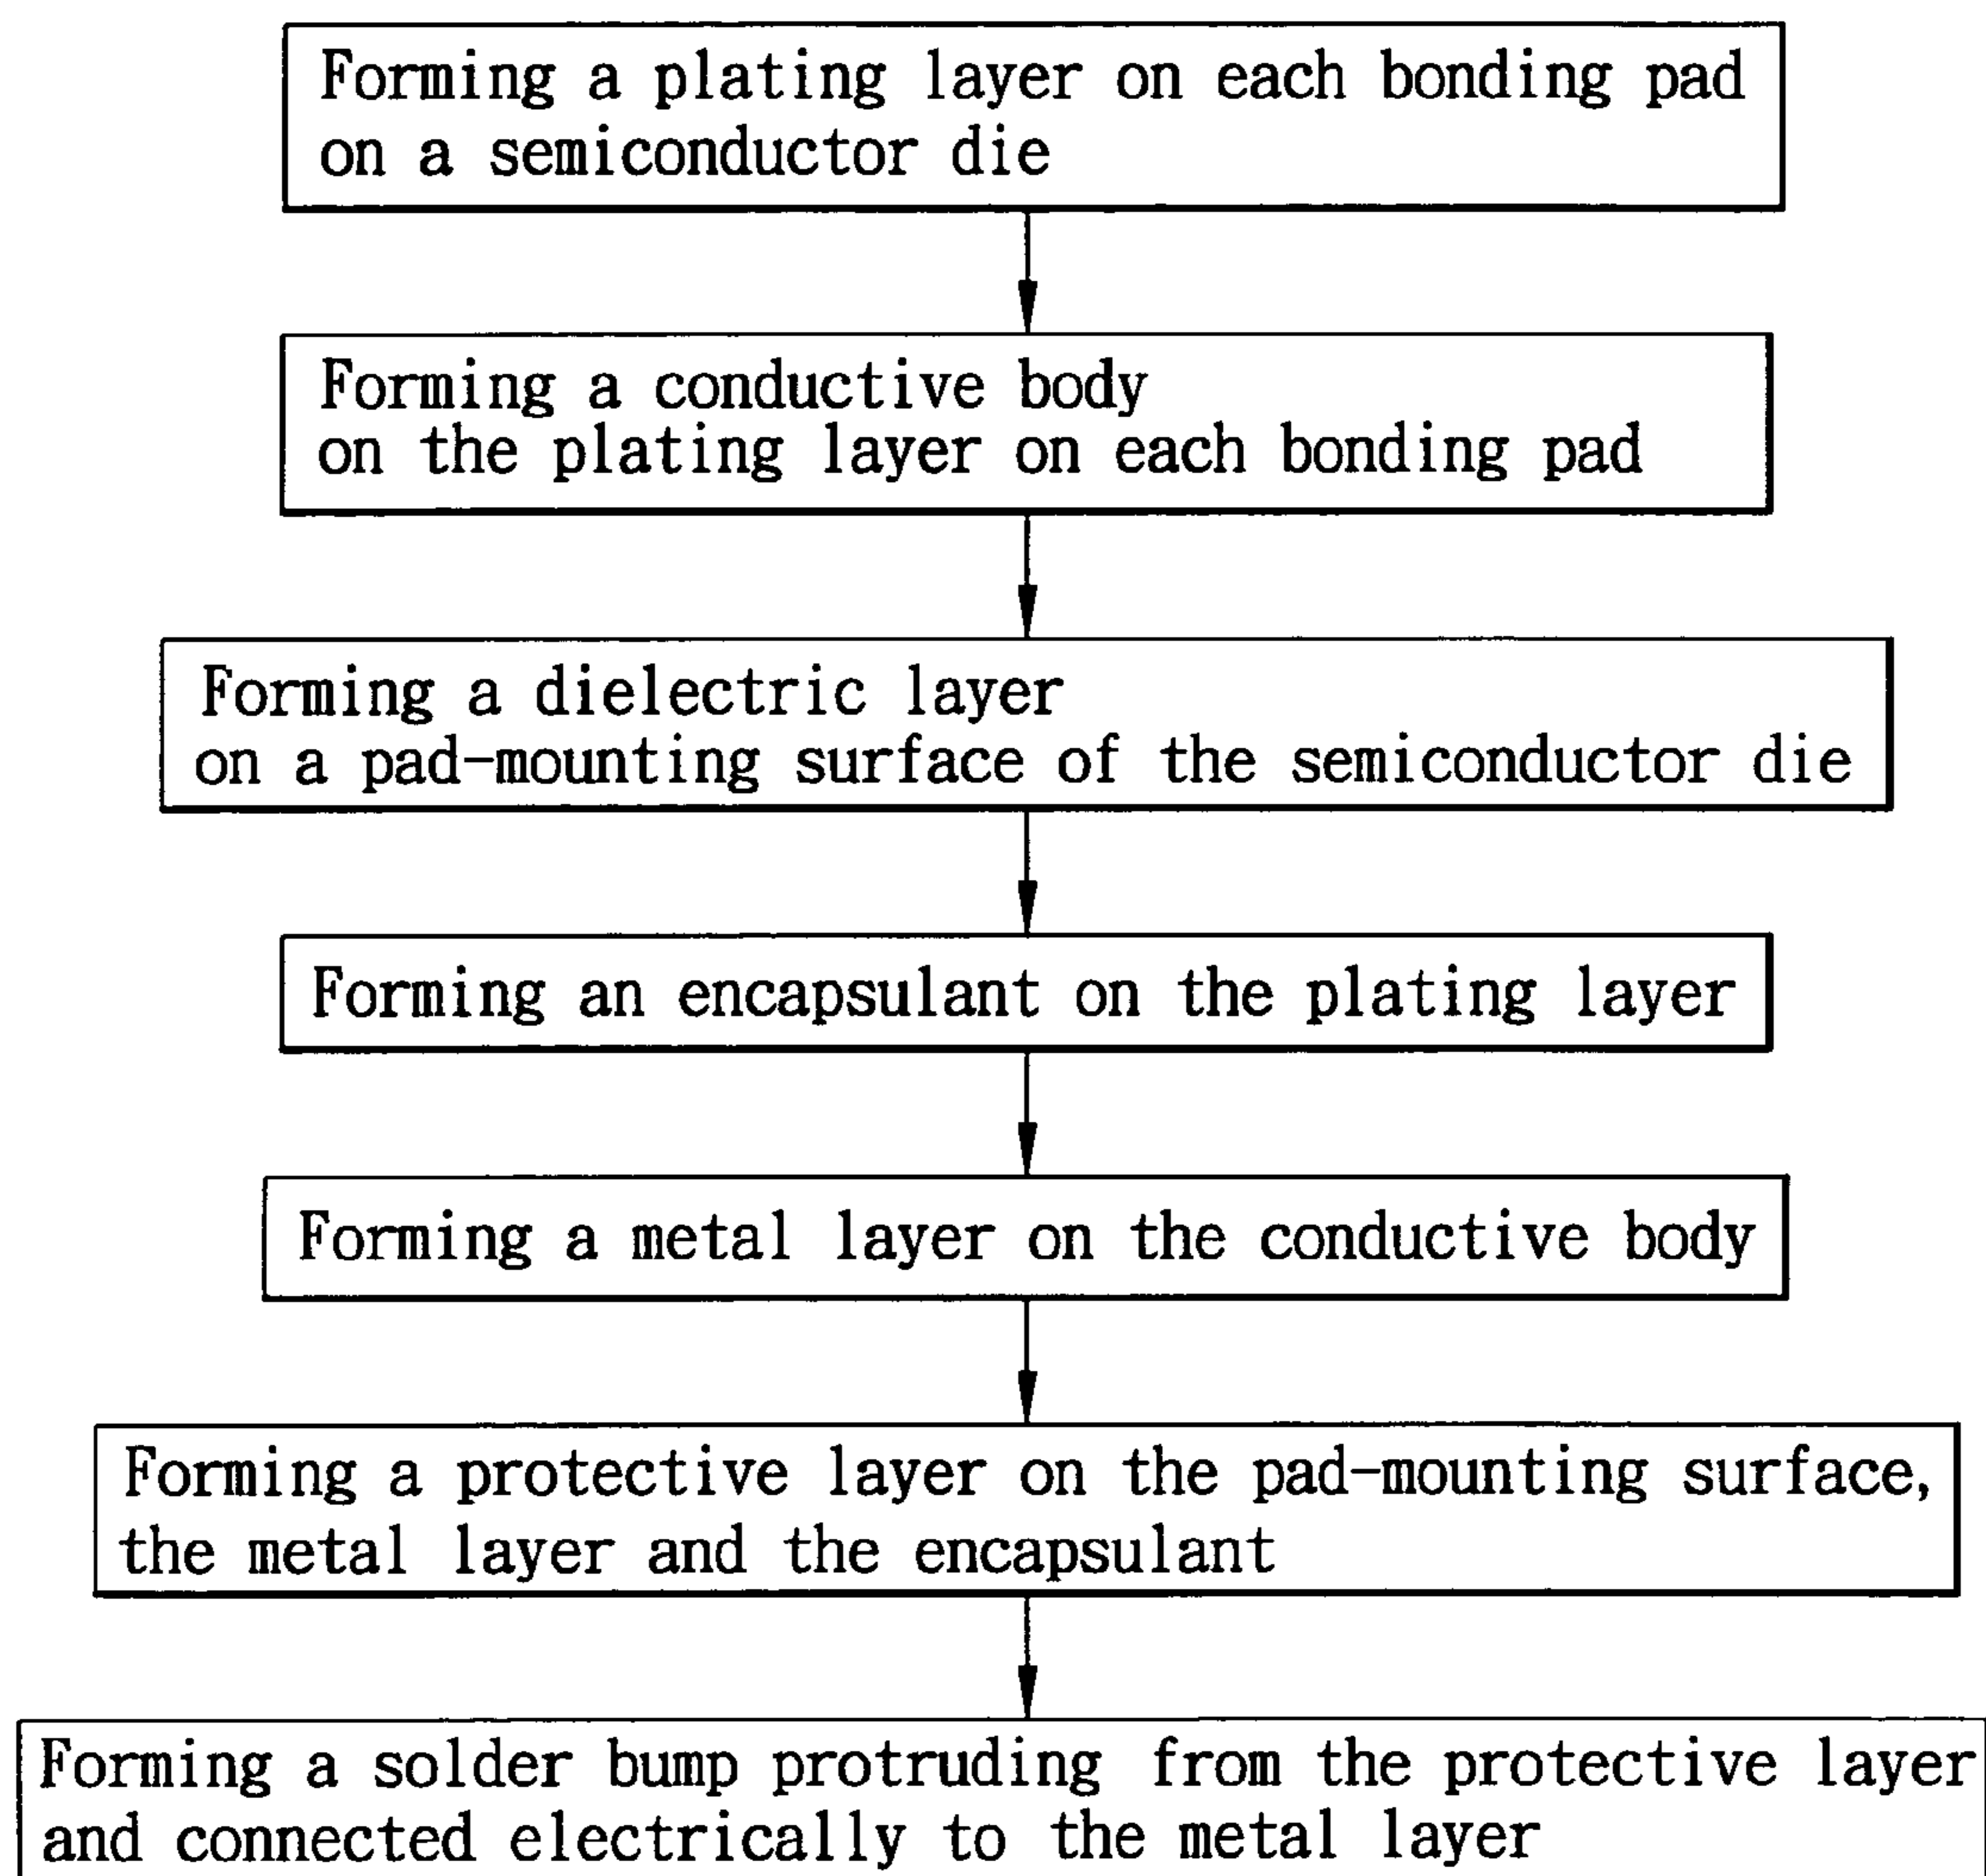 Forming a plating layer on each bonding pad
on a semiconductor die
Forming a conductive body
on the plating layer on each bonding pad
Forming a dielectric layer
on a pad-mounting surface of the semiconductor die
Forming an encapsulant on the plating layer
Forming a metal layer on the conductive body
Forming a protective layer on the pad-mounting surface,
the metal layer and the encapsulant
Forming a solder bump protruding from the protective layer
and connected electrically to the metal layer